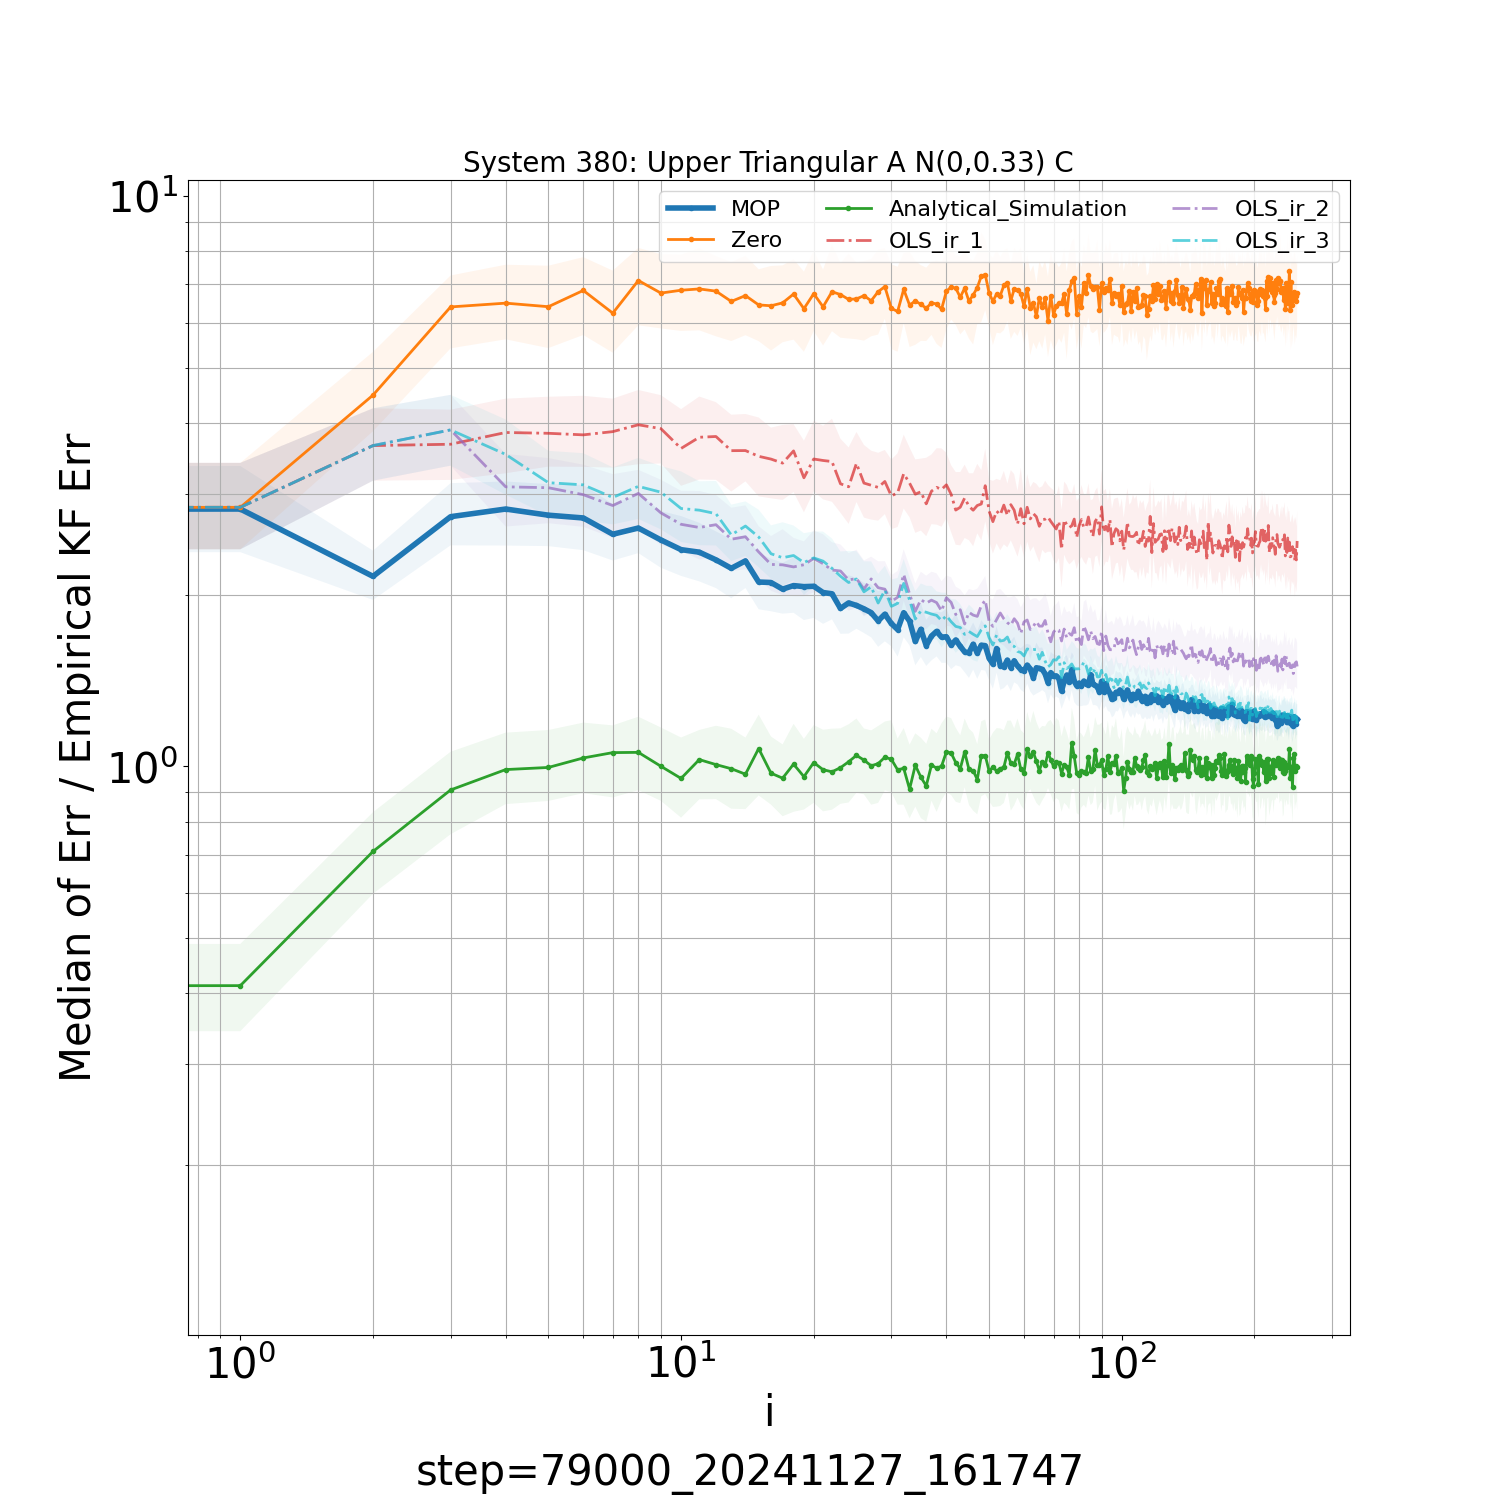 System 380: Upper Triangular A N(0,0.33) C
MOP
Zero
Analytical_Simulation
OLS_ir_1
OLS_ir_2
OLS_ir_3
Median of Err / Empirical KF Err
10¹
10⁰
10⁰
10¹
10²
i
step=79000_20241127_161747